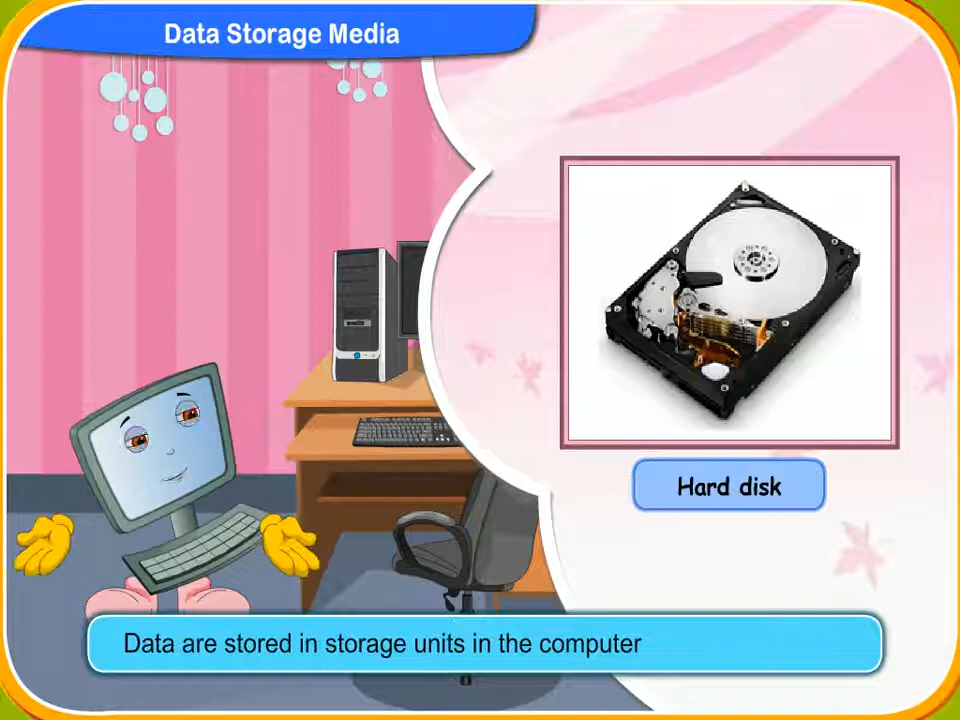 Data Storage Media
Hard disk
Data are stored in storage units in the computer